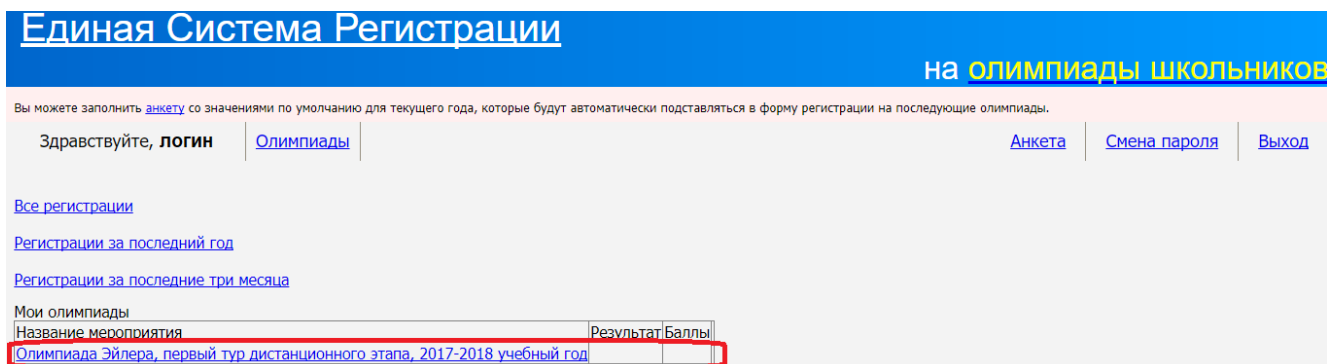 Единая Система Регистрации
на олимпиады школьников
Вы можете заполнить анкету со значениями по умолчанию для текущего года, которые будут автоматически подставляться в форму регистрации на последующие олимпиады.
Здравствуйте, логин Олимпиады Анкета Смена пароля Выход
Все регистрации
Регистрации за последний год
Регистрации за последние три месяца
Мои олимпиады
Название мероприятия Результат Баллы
Олимпиада Эйлера, первый тур дистанционного этапа, 2017-2018 учебный год